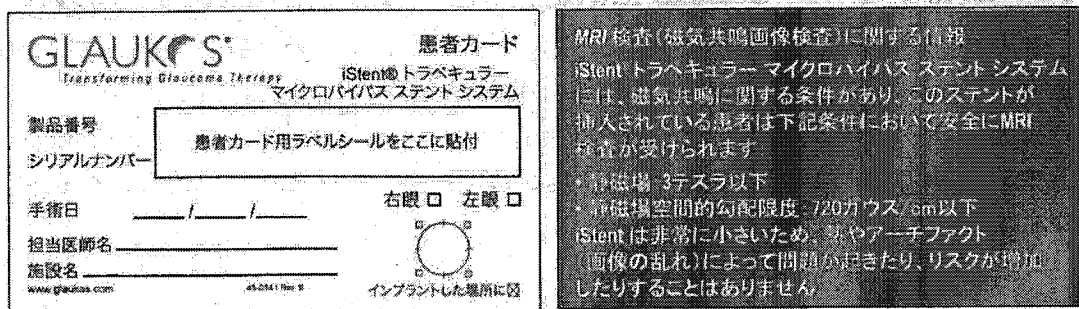 GLAUKOS®
Transforming Glaucoma Therapy
患者カード
iStent® トラベキュラー
マイクロバイパス ステント システム
製品番号
シリアルナンバー
患者カード用ラベルシールをここに貼付
手術日 ____/____/____
右眼 □ 左眼 □
担当医師名
施設名
www.glaukos.com
インプラントした場所に☒
MRI 検査(磁気共鳴画像検査)に関する情報
iStent トラベキュラー マイクロバイパス ステント システム
には、磁気共鳴に関する条件があり、このステントが
挿入されている患者は下記条件において安全にMRI
検査が受けられます
・静磁場 3テスラ以下
・静磁場空間的勾配限度 720ガウス/cm以下
iStent は非常に小さいため、熱やアーチファクト
(画像の乱れ)によって問題が起きたり、リスクが増加
したりすることはありません